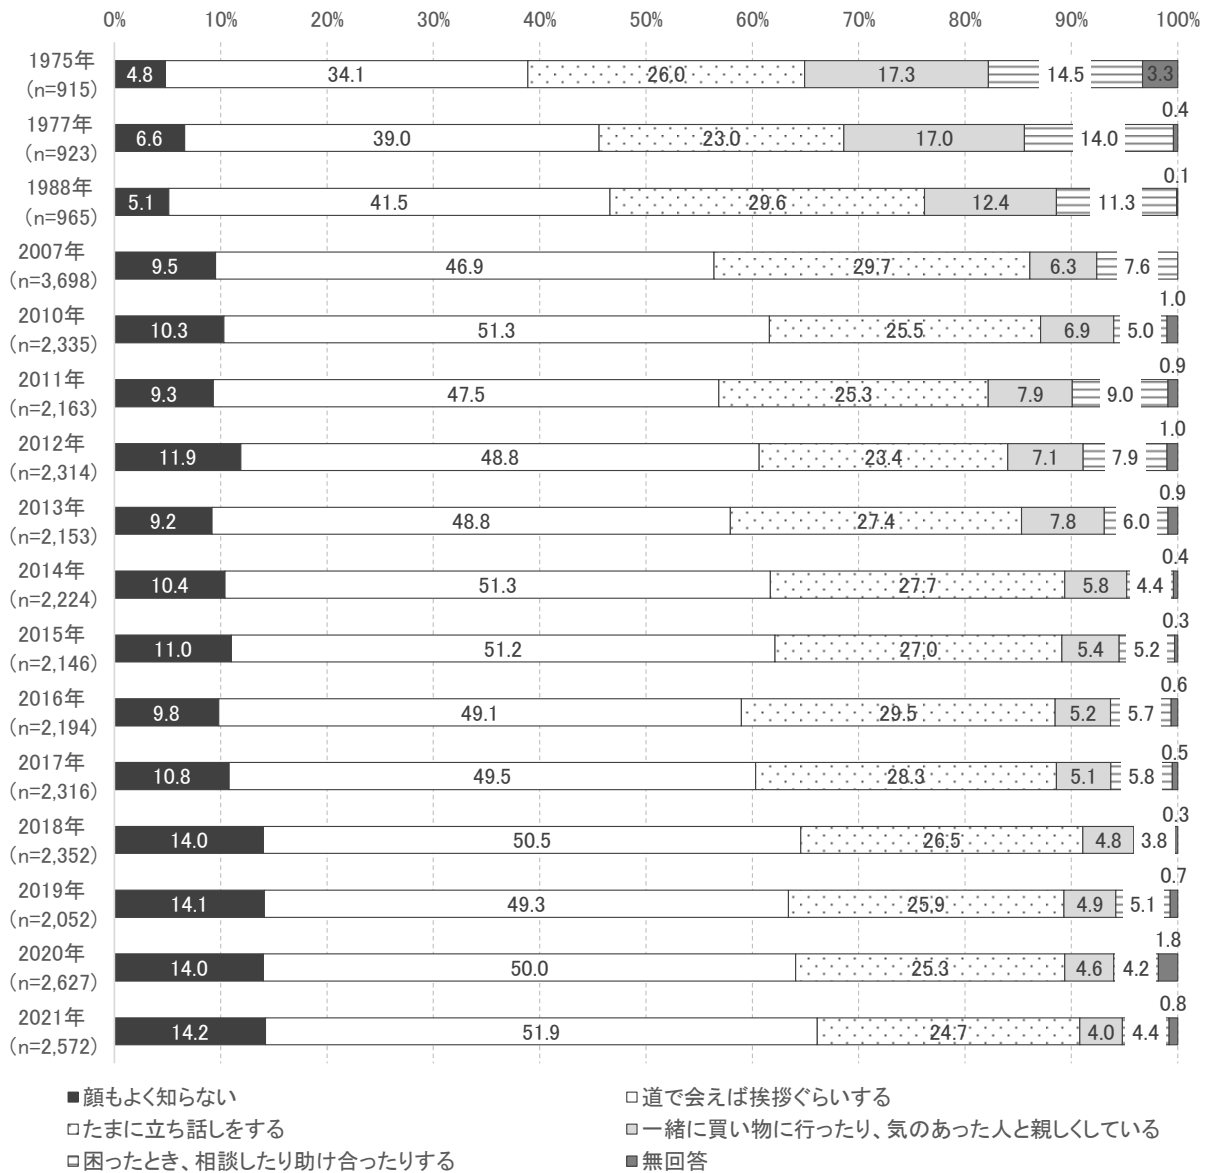 0% 10% 20% 30% 40% 50% 60% 70% 80% 90% 100%
1975年
(n=915)
4.8 34.1 26.0 17.3 14.5 3.3
1977年
(n=923)
6.6 39.0 23.0 17.0 14.0 0.4
1988年
(n=965)
5.1 41.5 29.6 12.4 11.3 0.1
2007年
(n=3,698)
9.5 46.9 29.7 6.3 7.6
2010年
(n=2,335)
10.3 51.3 25.5 6.9 5.0 1.0
2011年
(n=2,163)
9.3 47.5 25.3 7.9 9.0 0.9
2012年
(n=2,314)
11.9 48.8 23.4 7.1 7.9 1.0
2013年
(n=2,153)
9.2 48.8 27.4 7.8 6.0 0.9
2014年
(n=2,224)
10.4 51.3 27.7 5.8 4.4 0.4
2015年
(n=2,146)
11.0 51.2 27.0 5.4 5.2 0.3
2016年
(n=2,194)
9.8 49.1 29.5 5.2 5.7 0.6
2017年
(n=2,316)
10.8 49.5 28.3 5.1 5.8 0.5
2018年
(n=2,352)
14.0 50.5 26.5 4.8 3.8 0.3
2019年
(n=2,052)
14.1 49.3 25.9 4.9 5.1 0.7
2020年
(n=2,627)
14.0 50.0 25.3 4.6 4.2 1.8
2021年
(n=2,572)
14.2 51.9 24.7 4.0 4.4 0.8
顔もよく知らない 道で会えば挨拶ぐらいする
たまに立ち話しをする 一緒に買い物に行ったり、気のあった人と親しくしている
困ったとき、相談したり助け合ったりする 無回答